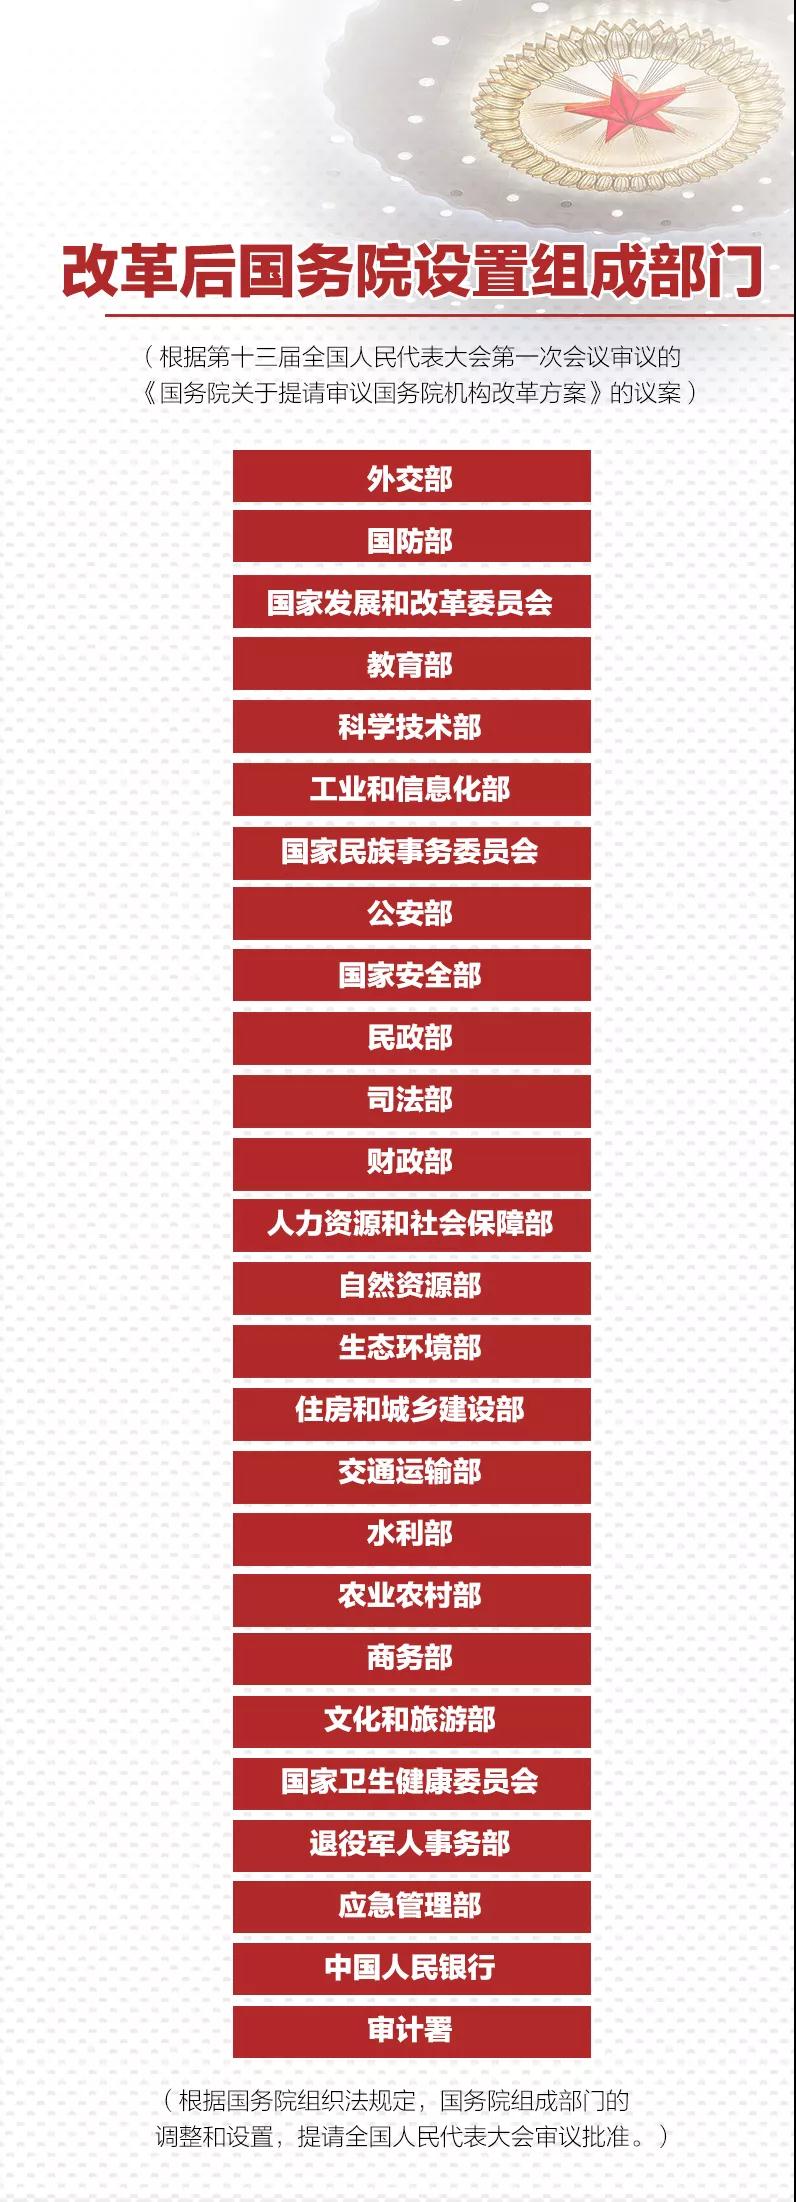 改革后国务院设置组成部门
（根据第十三届全国人民代表大会第一次会议审议的
《国务院关于提请审议国务院机构改革方案》的议案）
外交部
国防部
国家发展和改革委员会
教育部
科学技术部
工业和信息化部
国家民族事务委员会
公安部
国家安全部
民政部
司法部
财政部
人力资源和社会保障部
自然资源部
生态环境部
住房和城乡建设部
交通运输部
水利部
农业农村部
商务部
文化和旅游部
国家卫生健康委员会
退役军人事务部
应急管理部
中国人民银行
审计署
（根据国务院组织法规定，国务院组成部门的
调整和设置，提请全国人民代表大会审议批准。）